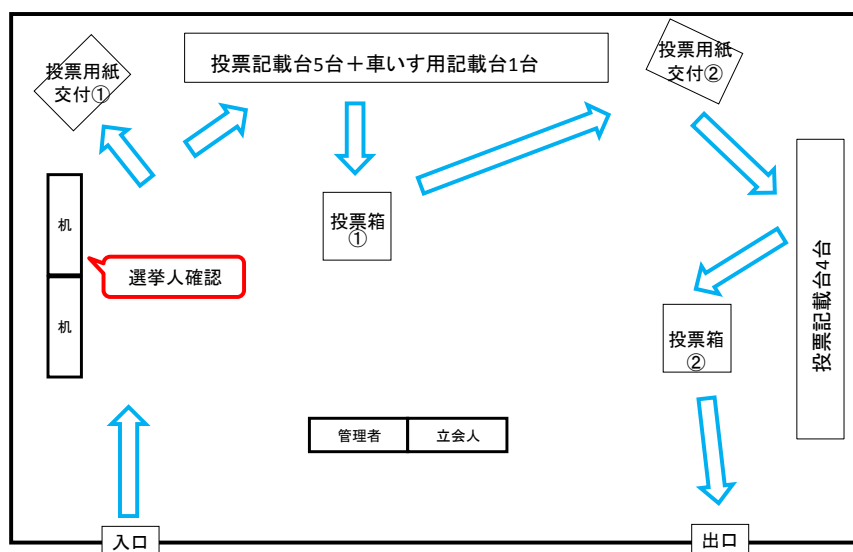 投票用紙
交付①
投票記載台5台＋車いす用記載台1台
投票用紙
交付②
机
選挙人確認
机
投票箱
①
投票記載台4台
投票箱
②
管理者
立会人
入口
出口